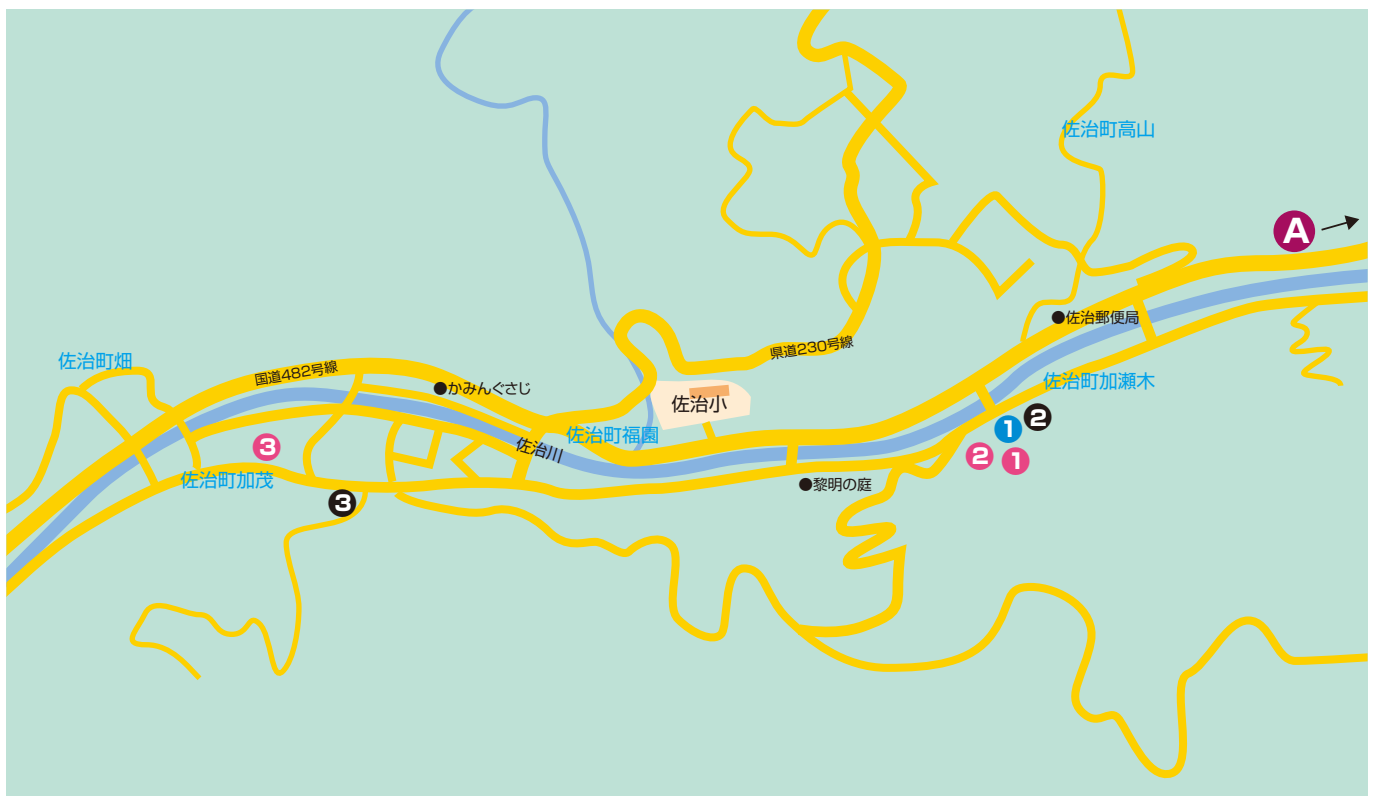 佐治町高山
A
●佐治郵便局
県道230号線
佐治町畑
国道482号線
●かみんぐさじ
佐治町加瀬木
佐治小
1
2
佐治町福園
佐治川
3
2
1
佐治町加茂
●黎明の庭
3